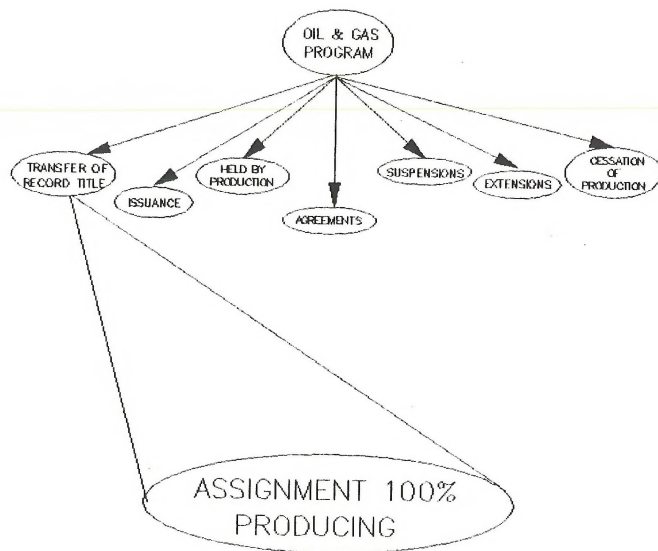 OIL & GAS
PROGRAM
TRANSFER OF
RECORD TITLE
ISSUANCE
HELD BY
PRODUCTION
AGREEMENTS
SUSPENSIONS
EXTENSIONS
CESSATION
OF
PRODUCTION
ASSIGNMENT 100%
PRODUCING